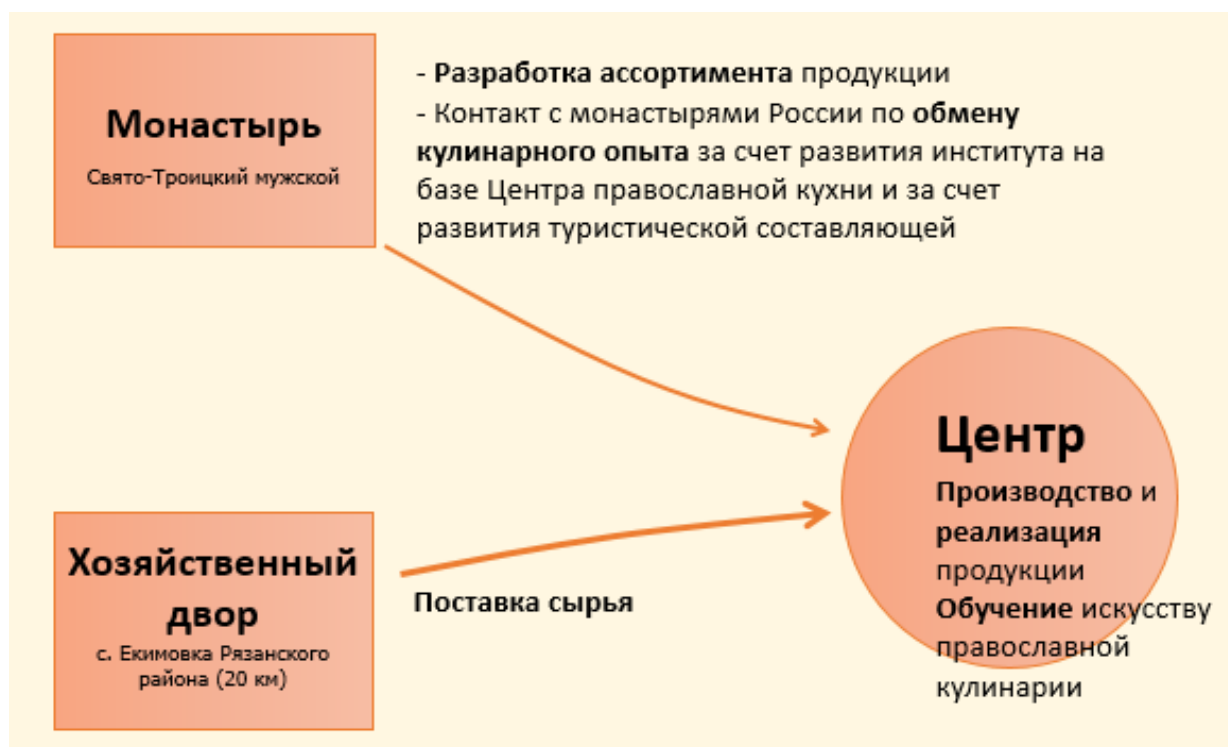 Монастырь
Свято-Троицкий мужской
- Разработка ассортимента продукции
- Контакт с монастырями России по обмену
кулинарного опыта за счет развития института на
базе Центра православной кухни и за счет
развития туристической составляющей
Хозяйственный
двор
с. Екимовка Рязанского
района (20 км)
Поставка сырья
Центр
Производство и
реализация
продукции
Обучение искусству
православной
кулинарии